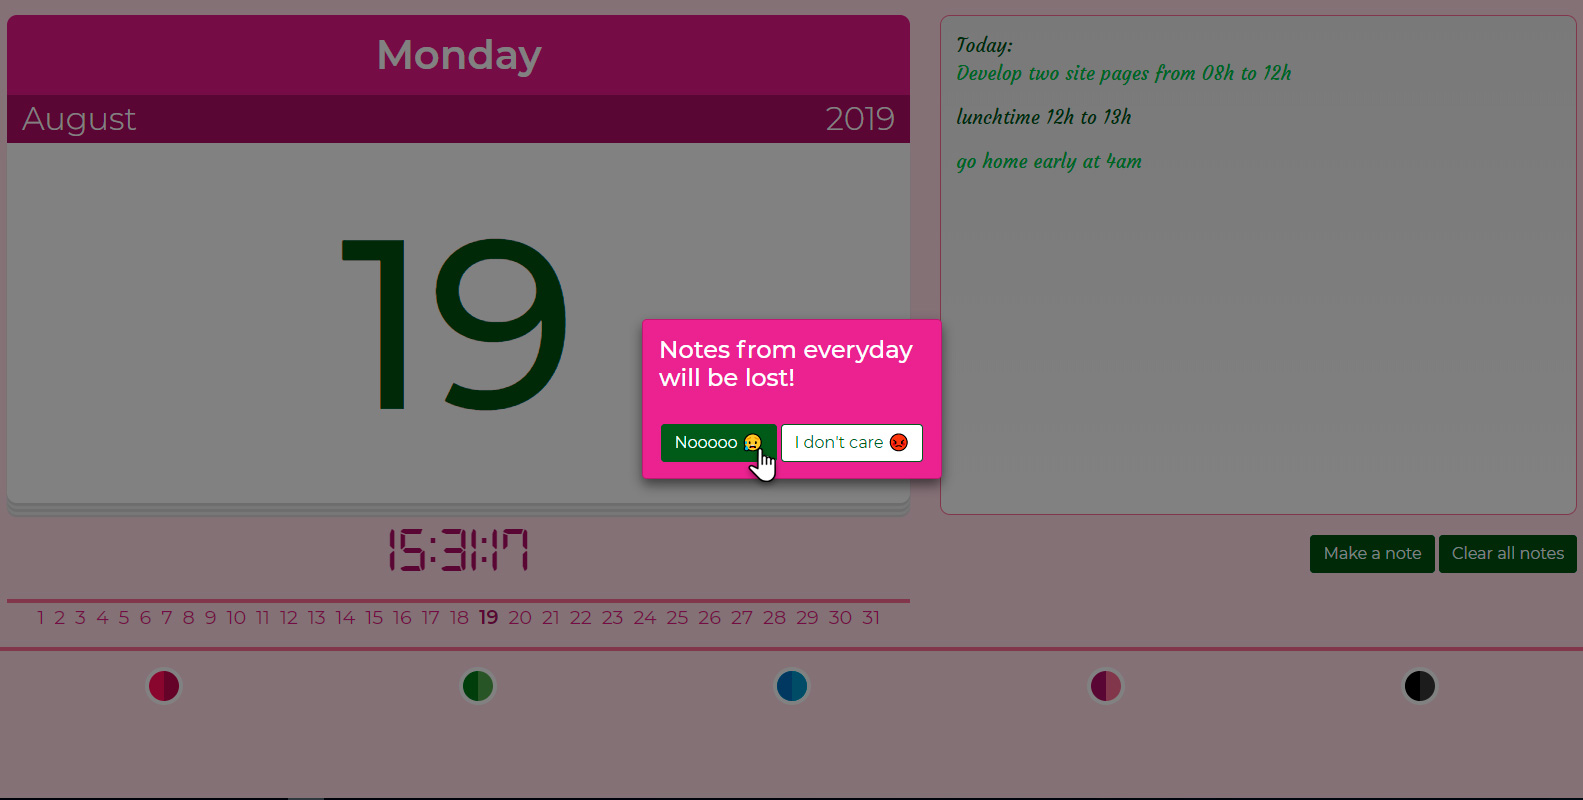 Monday
August 2019
19
15:31:17
1 2 3 4 5 6 7 8 9 10 11 12 13 14 15 16 17 18 19 20 21 22 23 24 25 26 27 28 29 30 31
Today:
Develop two site pages from 08h to 12h
lunchtime 12h to 13h
go home early at 4am
Make a note Clear all notes
Notes from everyday
will be lost!
Nooooo 😥 I don't care 😡